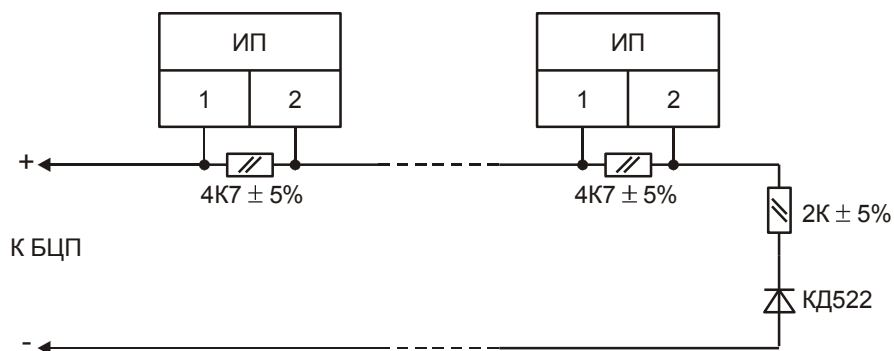 ИП ИП
1 2 1 2
+
4К7 ± 5% 4К7 ± 5%
2К ± 5%
К БЦП
КД522
-